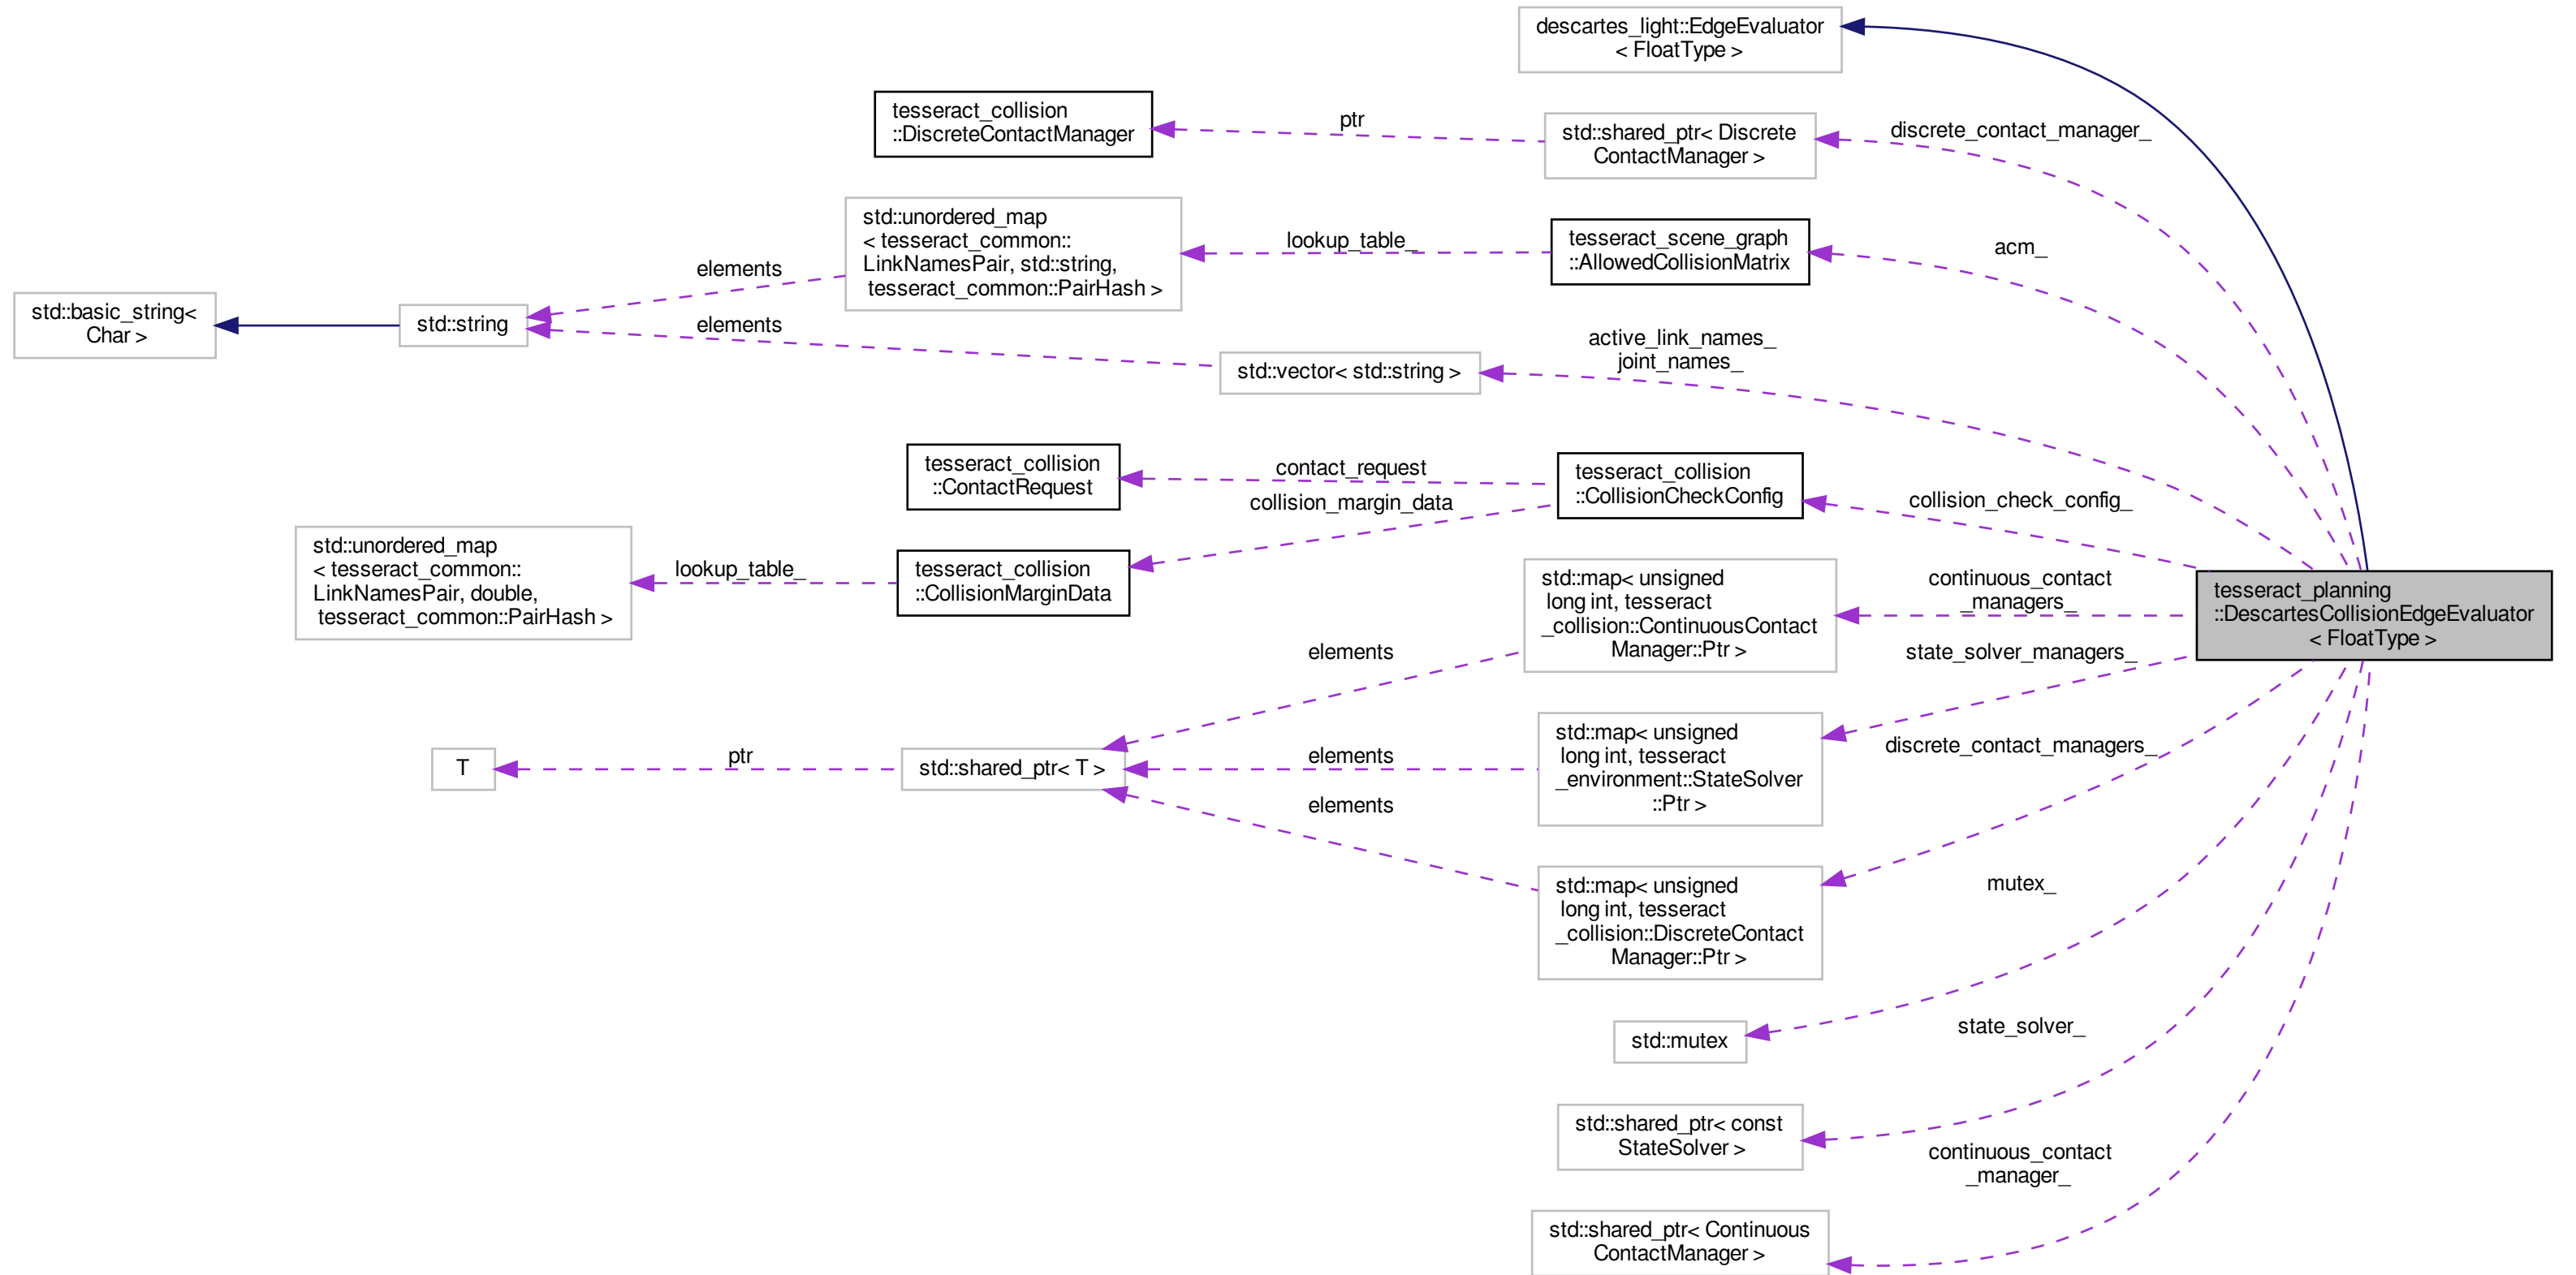 descartes_light::EdgeEvaluator
< FloatType >
tesseract_collision
::DiscreteContactManager
ptr
std::shared_ptr< Discrete
ContactManager >
discrete_contact_manager_
std::unordered_map
< tesseract_common::
LinkNamesPair, std::string,
tesseract_common::PairHash >
lookup_table_
tesseract_scene_graph
::AllowedCollisionMatrix
acm_
elements
std::basic_string<
Char >
std::string
elements
std::vector< std::string >
active_link_names_
joint_names_
tesseract_collision
::ContactRequest
contact_request
collision_margin_data
tesseract_collision
::CollisionCheckConfig
collision_check_config_
std::unordered_map
< tesseract_common::
LinkNamesPair, double,
tesseract_common::PairHash >
lookup_table_
tesseract_collision
::CollisionMarginData
std::map< unsigned
long int, tesseract
_collision::ContinuousContact
Manager::Ptr >
continuous_contact
_managers_
tesseract_planning
::DescartesCollisionEdgeEvaluator
< FloatType >
elements
state_solver_managers_
T
ptr
std::shared_ptr< T >
elements
std::map< unsigned
long int, tesseract
_environment::StateSolver
::Ptr >
discrete_contact_managers_
elements
std::map< unsigned
long int, tesseract
_collision::DiscreteContact
Manager::Ptr >
mutex_
std::mutex
state_solver_
std::shared_ptr< const
StateSolver >
continuous_contact
_manager_
std::shared_ptr< Continuous
ContactManager >